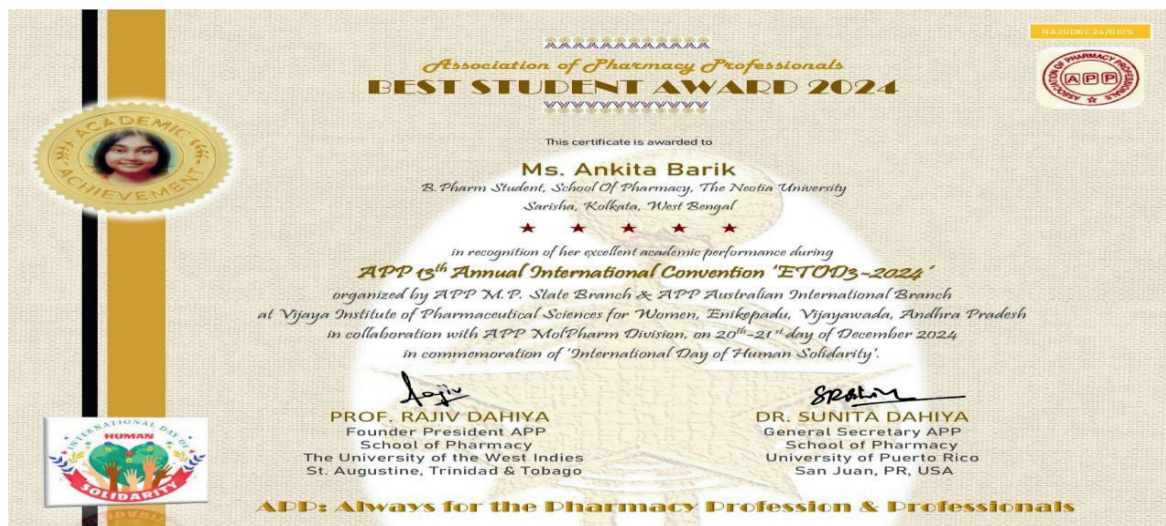 RA20DEC24/0105
ASSOCIATION OF PHARMACY PROFESSIONALS
APP
Association of Pharmacy Professionals
BEST STUDENT AWARD 2024
ACADEMIC
ACHIEVEMENT
This certificate is awarded to
Ms. Ankita Barik
B. Pharm Student, School Of Pharmacy, The Neotia University
Sarisha, Kolkata, West Bengal
in recognition of her excellent academic performance during
APP 13th Annual International Convention 'ETOD3-2024'
organized by APP M.P. State Branch & APP Australian International Branch
at Vijaya Institute of Pharmaceutical Sciences for Women, Enikepadu, Vijayawada, Andhra Pradesh
in collaboration with APP MolPharm Division, on 20th-21st day of December 2024
in commemoration of 'International Day of Human Solidarity'.
Rajiv
PROF. RAJIV DAHIYA
Founder President APP
School of Pharmacy
The University of the West Indies
St. Augustine, Trinidad & Tobago
DR. SUNITA DAHIYA
General Secretary APP
School of Pharmacy
University of Puerto Rico
San Juan, PR, USA
INTERNATIONAL DAY OF
HUMAN
SOLIDARITY
APP: Always for the Pharmacy Profession & Professionals